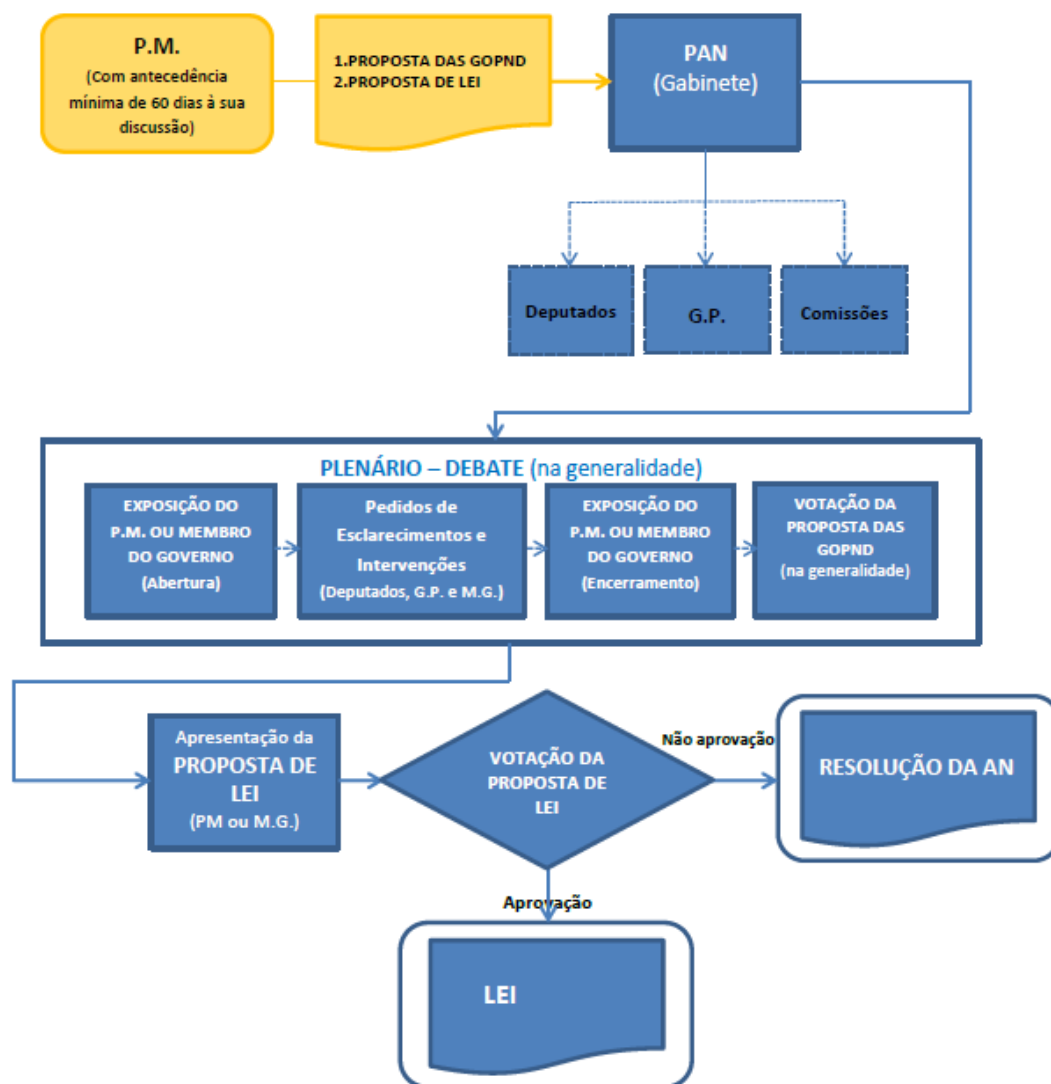 P.M.
(Com antecedência
mínima de 60 dias à sua
discussão)
1.PROPOSTA DAS GOPND
2.PROPOSTA DE LEI
PAN
(Gabinete)
Deputados
G.P.
Comissões
PLENÁRIO – DEBATE (na generalidade)
EXPOSIÇÃO DO
P.M. OU MEMBRO
DO GOVERNO
(Abertura)
Pedidos de
Esclarecimentos e
Intervenções
(Deputados, G.P. e M.G.)
EXPOSIÇÃO DO
P.M. OU MEMBRO
DO GOVERNO
(Encerramento)
VOTAÇÃO DA
PROPOSTA DAS
GOPND
(na generalidade)
Apresentação da
PROPOSTA DE
LEI
(PM ou M.G.)
VOTAÇÃO DA
PROPOSTA DE
LEI
Não aprovação
RESOLUÇÃO DA AN
Aprovação
LEI